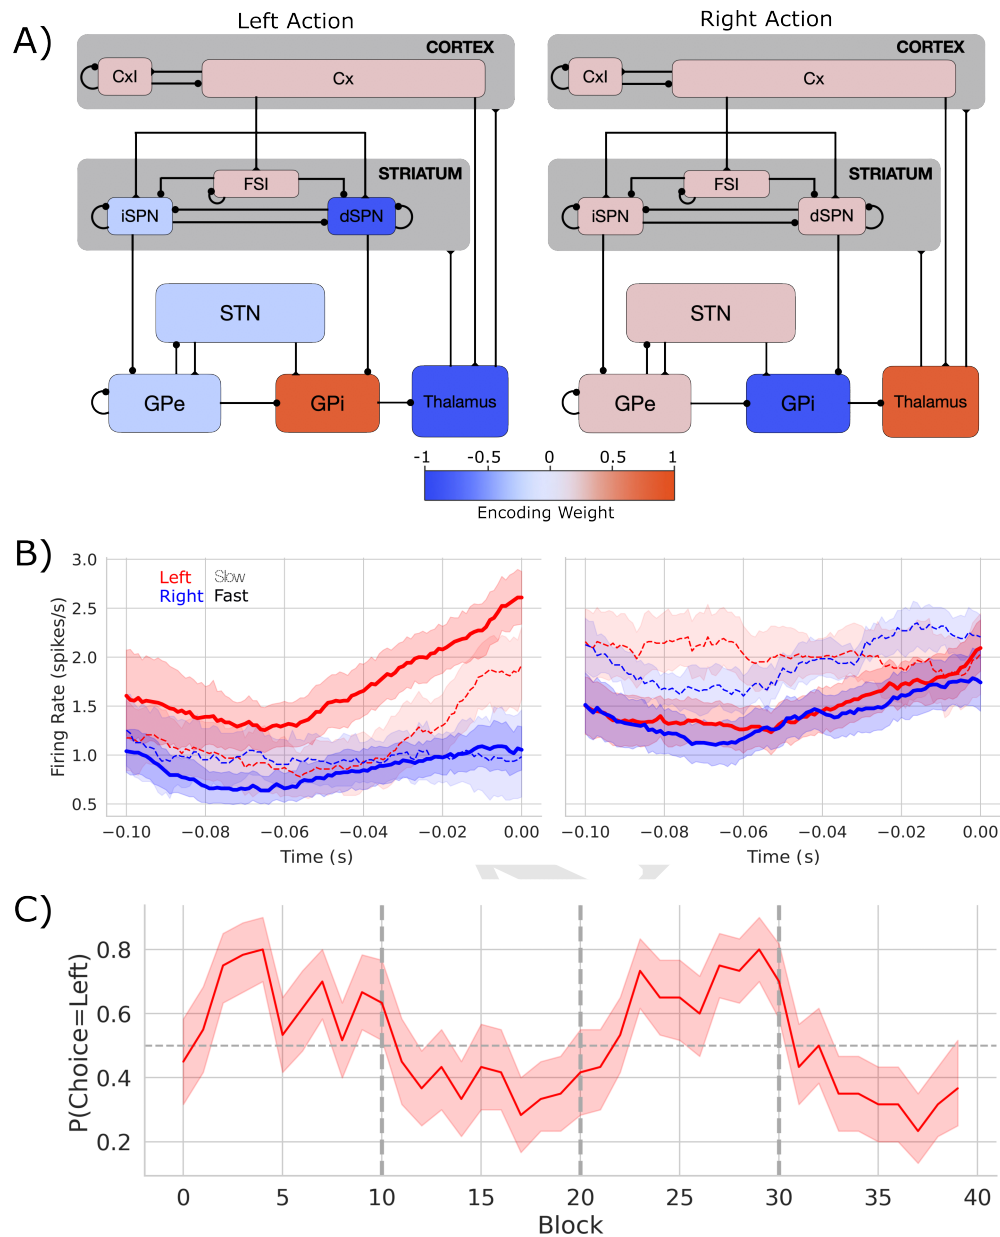 A)
Left Action
Right Action
CORTEX
CxI
Cx
CORTEX
CxI
Cx
STRIATUM
FSI
iSPN
dSPN
STRIATUM
FSI
iSPN
dSPN
STN
GPe
GPi
Thalamus
STN
GPe
GPi
Thalamus
-1 -0.5 0 0.5 1
Encoding Weight
B)
Firing Rate (spikes/s)
3.0
2.5
2.0
1.5
1.0
0.5
Left Slow
Right Fast
−0.10 −0.08 −0.06 −0.04 −0.02 0.00
Time (s)
−0.10 −0.08 −0.06 −0.04 −0.02 0.00
Time (s)
C)
P(Choice=Left)
0.8
0.6
0.4
0.2
0 5 10 15 20 25 30 35 40
Block